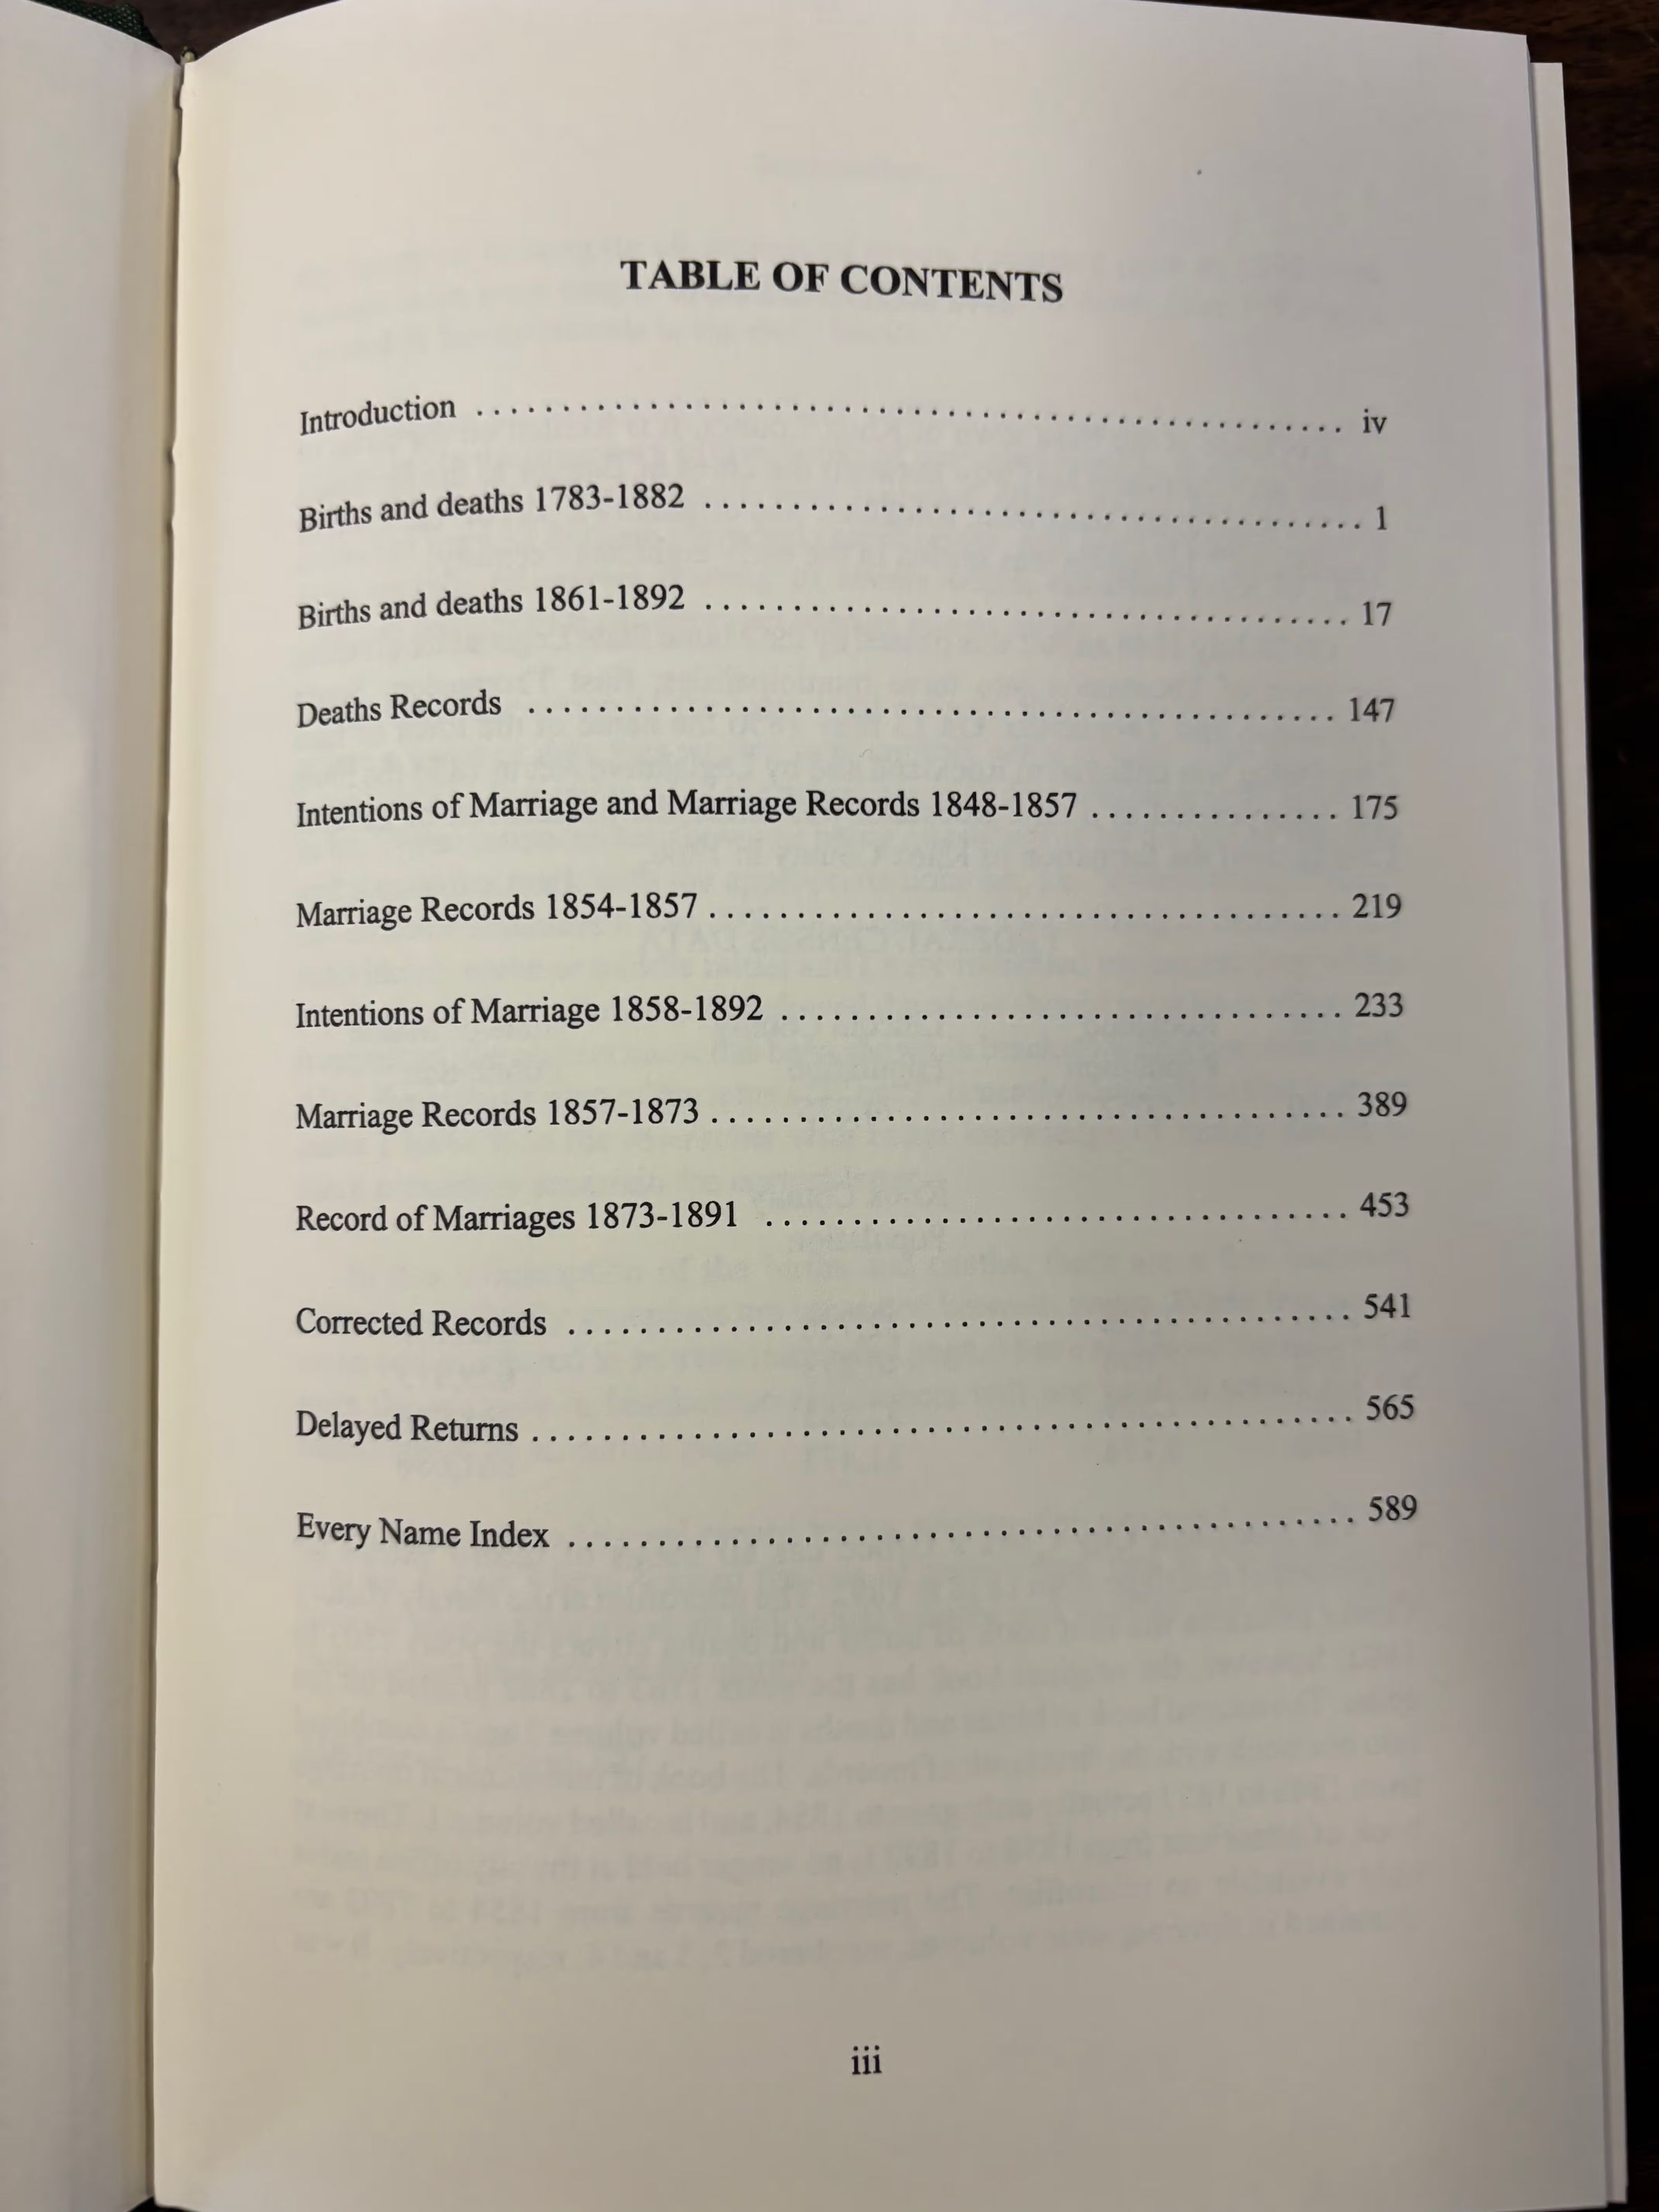 TABLE OF CONTENTS
Introduction ................................................ iv
Births and deaths 1783-1882 ..................................... 1
Births and deaths 1861-1892 .................................... 17
Deaths Records ............................................. 147
Intentions of Marriage and Marriage Records 1848-1857 .............. 175
Marriage Records 1854-1857 ................................... 219
Intentions of Marriage 1858-1892 ............................... 233
Marriage Records 1857-1873 ................................... 389
Record of Marriages 1873-1891 ................................ 453
Corrected Records ........................................... 541
Delayed Returns .............................................. 565
Every Name Index ............................................ 589
iii